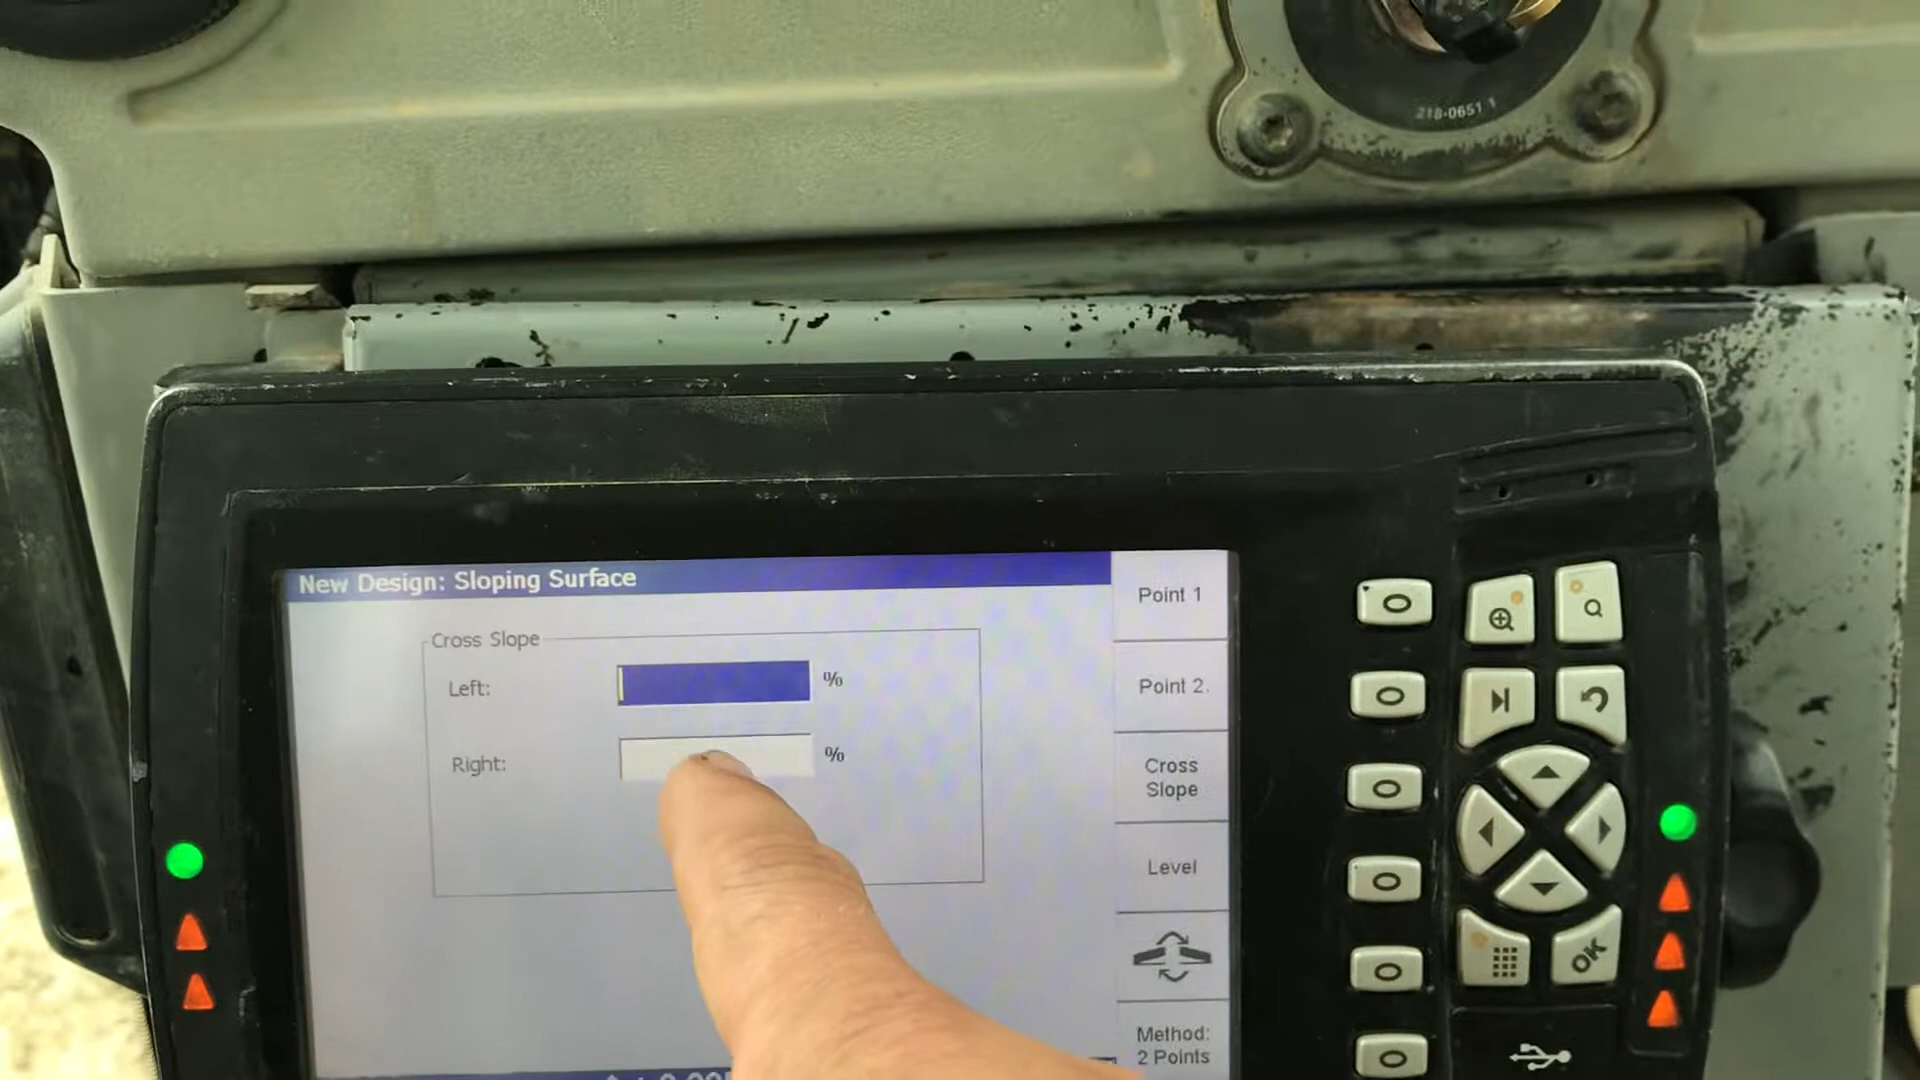 218-0651 1
New Design: Sloping Surface
Cross Slope
Left:
%
Right:
%
Point 1
Point 2.
Cross
Slope
Level
Method:
2 Points
OK